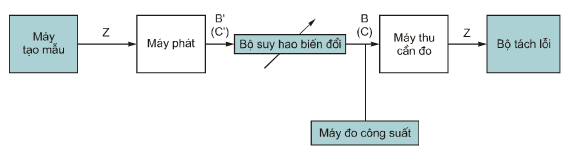 Máy
tạo mẫu
Z
Máy phát
B'
(C')
Bộ suy hao biến đổi
B
(C)
Máy thu
cần đo
Z
Bộ tách lỗi
Máy đo công suất